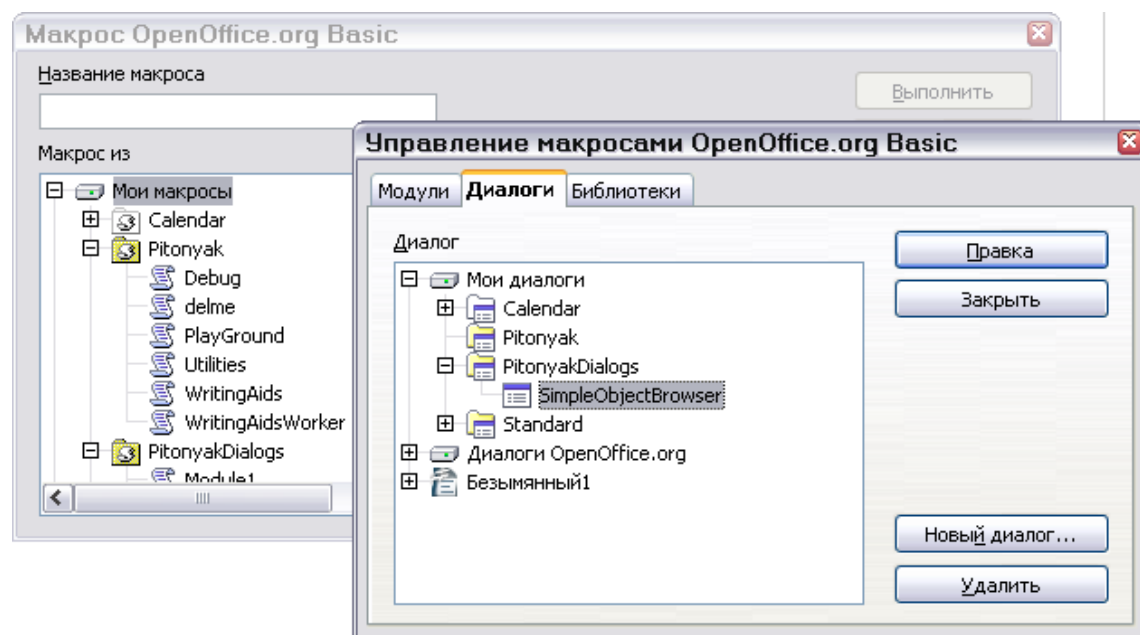 Макрос OpenOffice.org Basic
Название макроса
Выполнить
Макрос из
Мои макросы
Calendar
Pitonyak
Debug
delme
PlayGround
Utilities
WritingAids
WritingAidsWorker
PitonyakDialogs
Module1
Управление макросами OpenOffice.org Basic
Модули Диалоги Библиотеки
Диалог
Мои диалоги
Calendar
Pitonyak
PitonyakDialogs
SimpleObjectBrowser
Standard
Диалоги OpenOffice.org
Безымянный1
Правка
Закрыть
Новый диалог...
Удалить